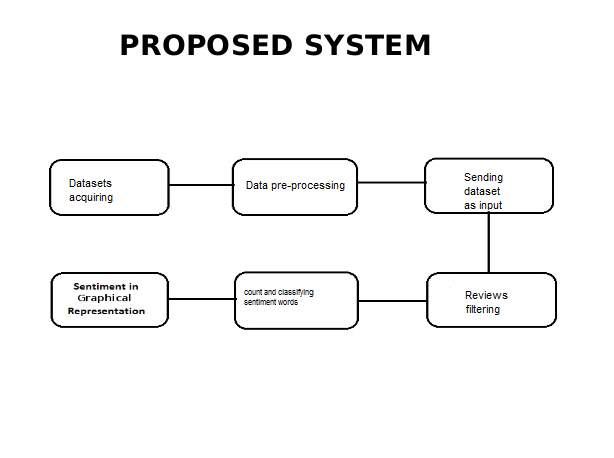 PROPOSED SYSTEM
Datasets
acquiring
Data pre-processing
Sending
dataset
as input
Sentiment in
Graphical
Representation
count and classifying
sentiment words
Reviews
filtering